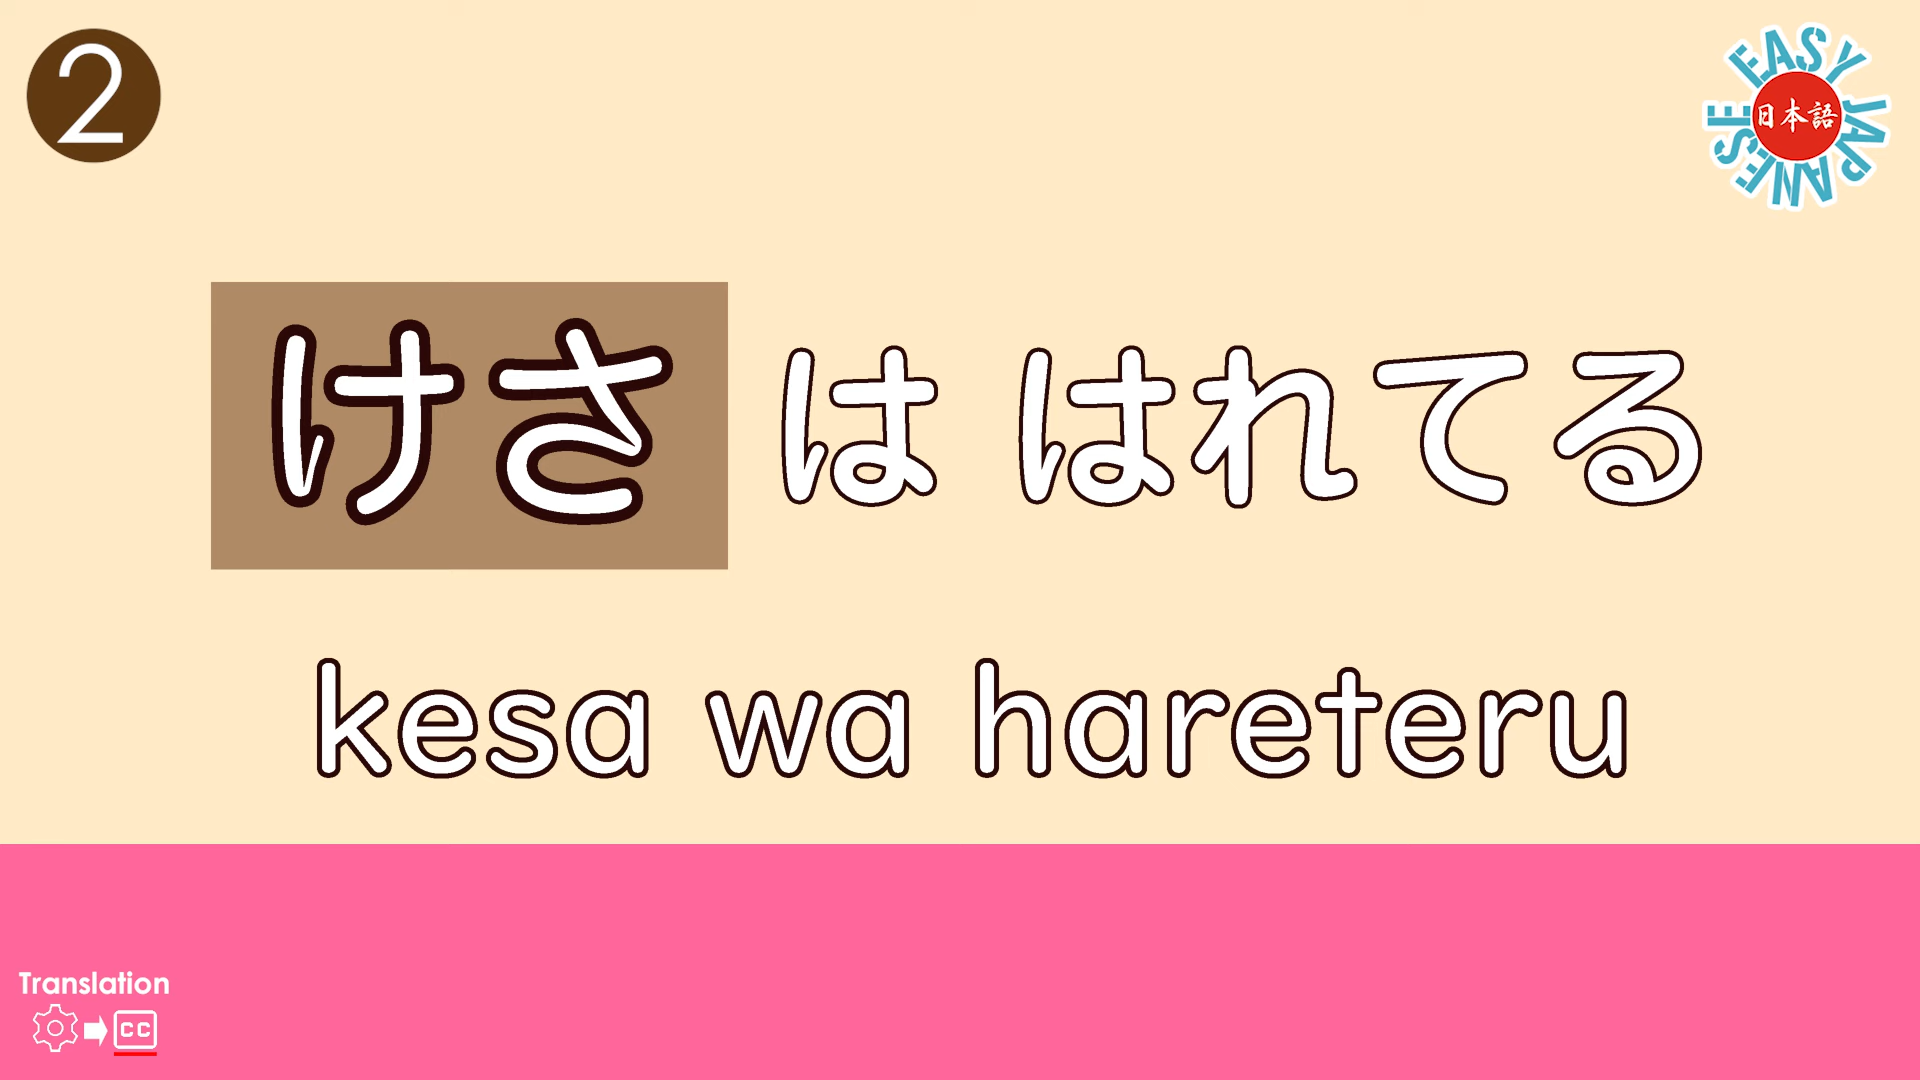 2
EASY JAPANESE
日本語
けさ は はれてる
kesa wa hareteru
Translation
CC